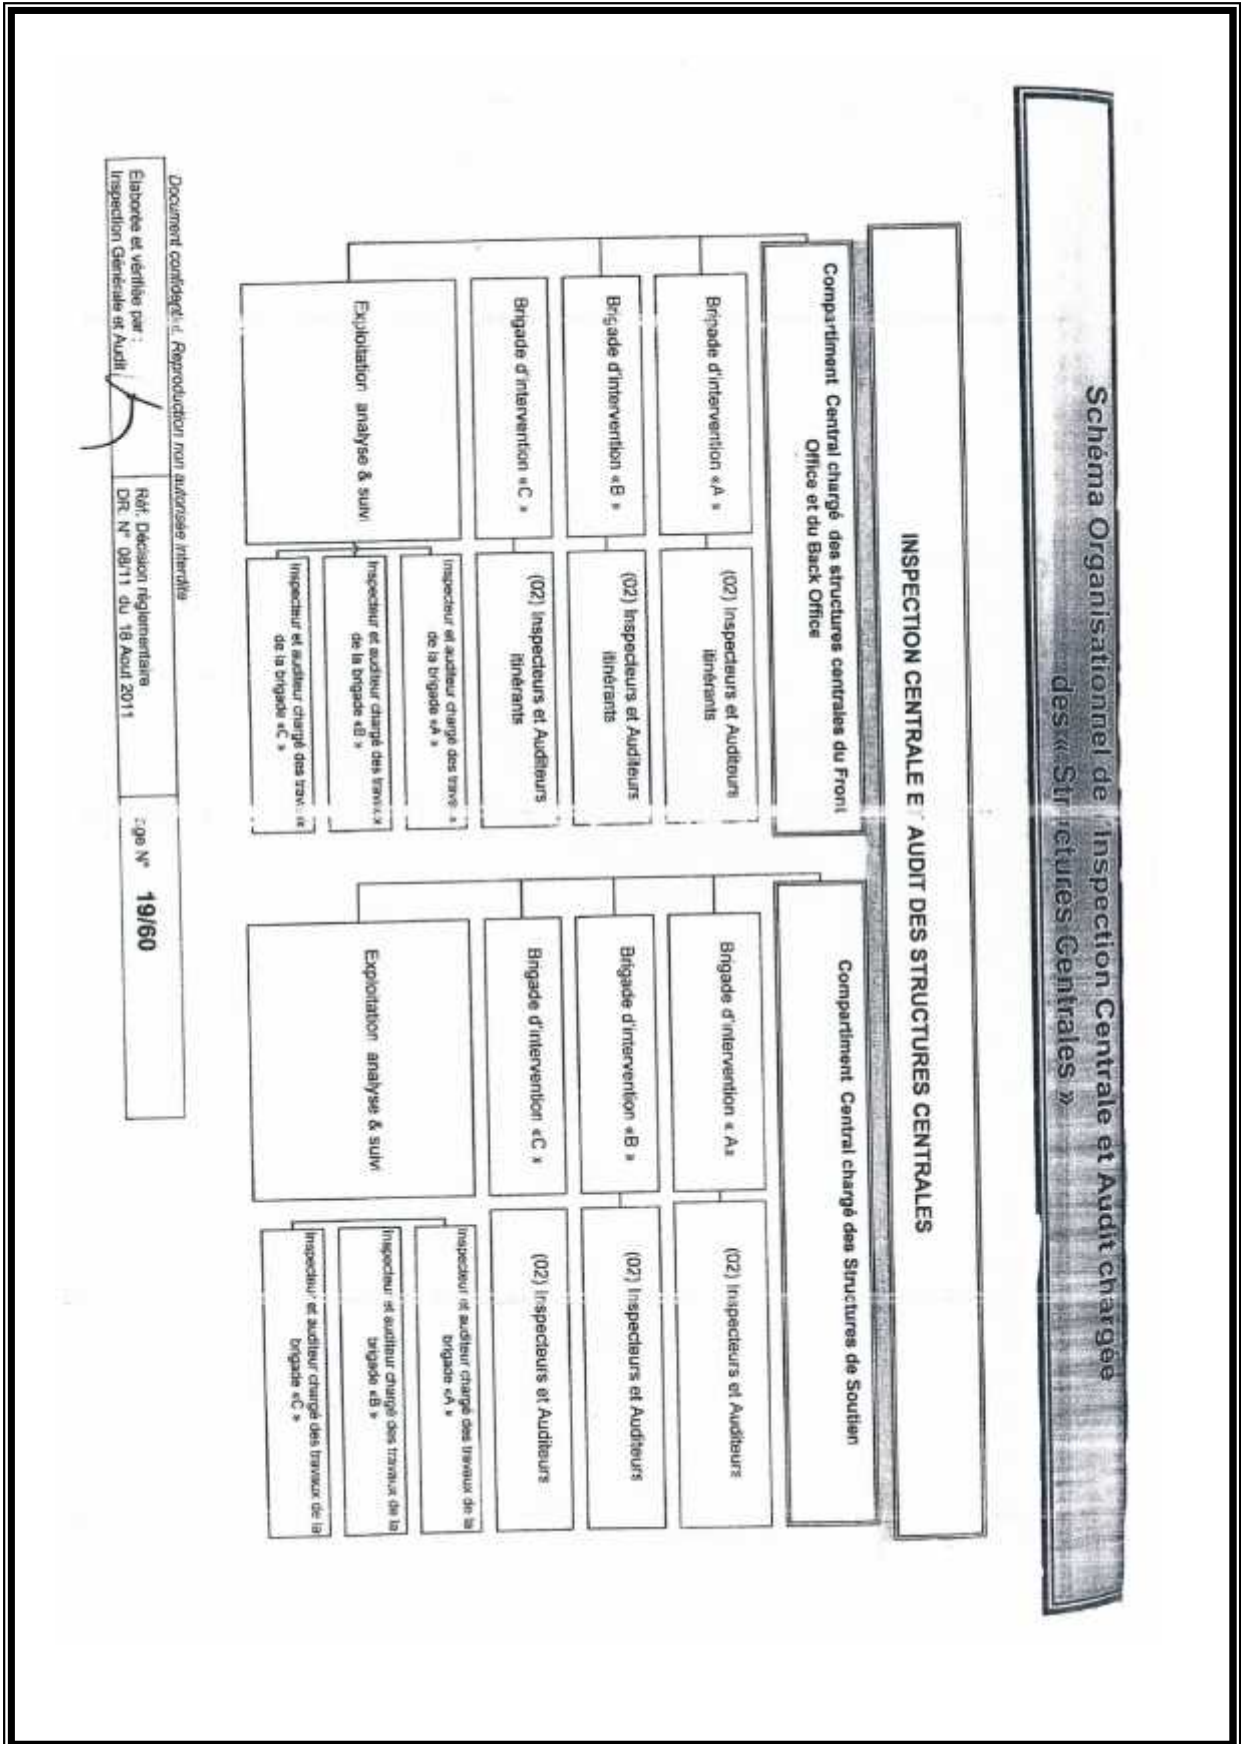 Schéma Organisationnel de l'Inspection Centrale et Audit chargée
des « Structures Centrales »
INSPECTION CENTRALE E AUDIT DES STRUCTURES CENTRALES
Compartiment Central chargé des structures centrales du Front
Office et du Back Office
Brigade d'intervention «A »
(02) Inspecteurs et Auditeurs
itinérants
Brigade d'intervention «B »
(02) Inspecteurs et Auditeurs
itinérants
Brigade d'intervention «C »
(02) Inspecteurs et Auditeurs
itinérants
Exploitation analyse & suivi
Inspecteur et auditeur chargé des travaux
de la brigade «A »
Inspecteur et auditeur chargé des travaux
de la brigade «B »
Inspecteur et auditeur chargé des travaux
de la brigade «C »
Compartiment Central chargé des Structures de Soutien
Brigade d'intervention « A»
(02) Inspecteurs et Auditeurs
Brigade d'intervention «B »
(02) Inspecteurs et Auditeurs
Brigade d'intervention «C »
(02) Inspecteurs et Auditeurs
Exploitation analyse & suivi
Inspecteur et auditeur chargé des travaux de la
brigade «A »
Inspecteur et auditeur chargé des travaux de la
brigade «B »
Inspecteur et auditeur chargé des travaux de la
brigade «C »
Document confidentiel. Reproduction non autorisée interdite
Élaborée et vérifiée par :
Inspection Générale et Audit
Réf. Décision réglementaire
DR. N° 08/11 du 18 Aout 2011
N° 19/60